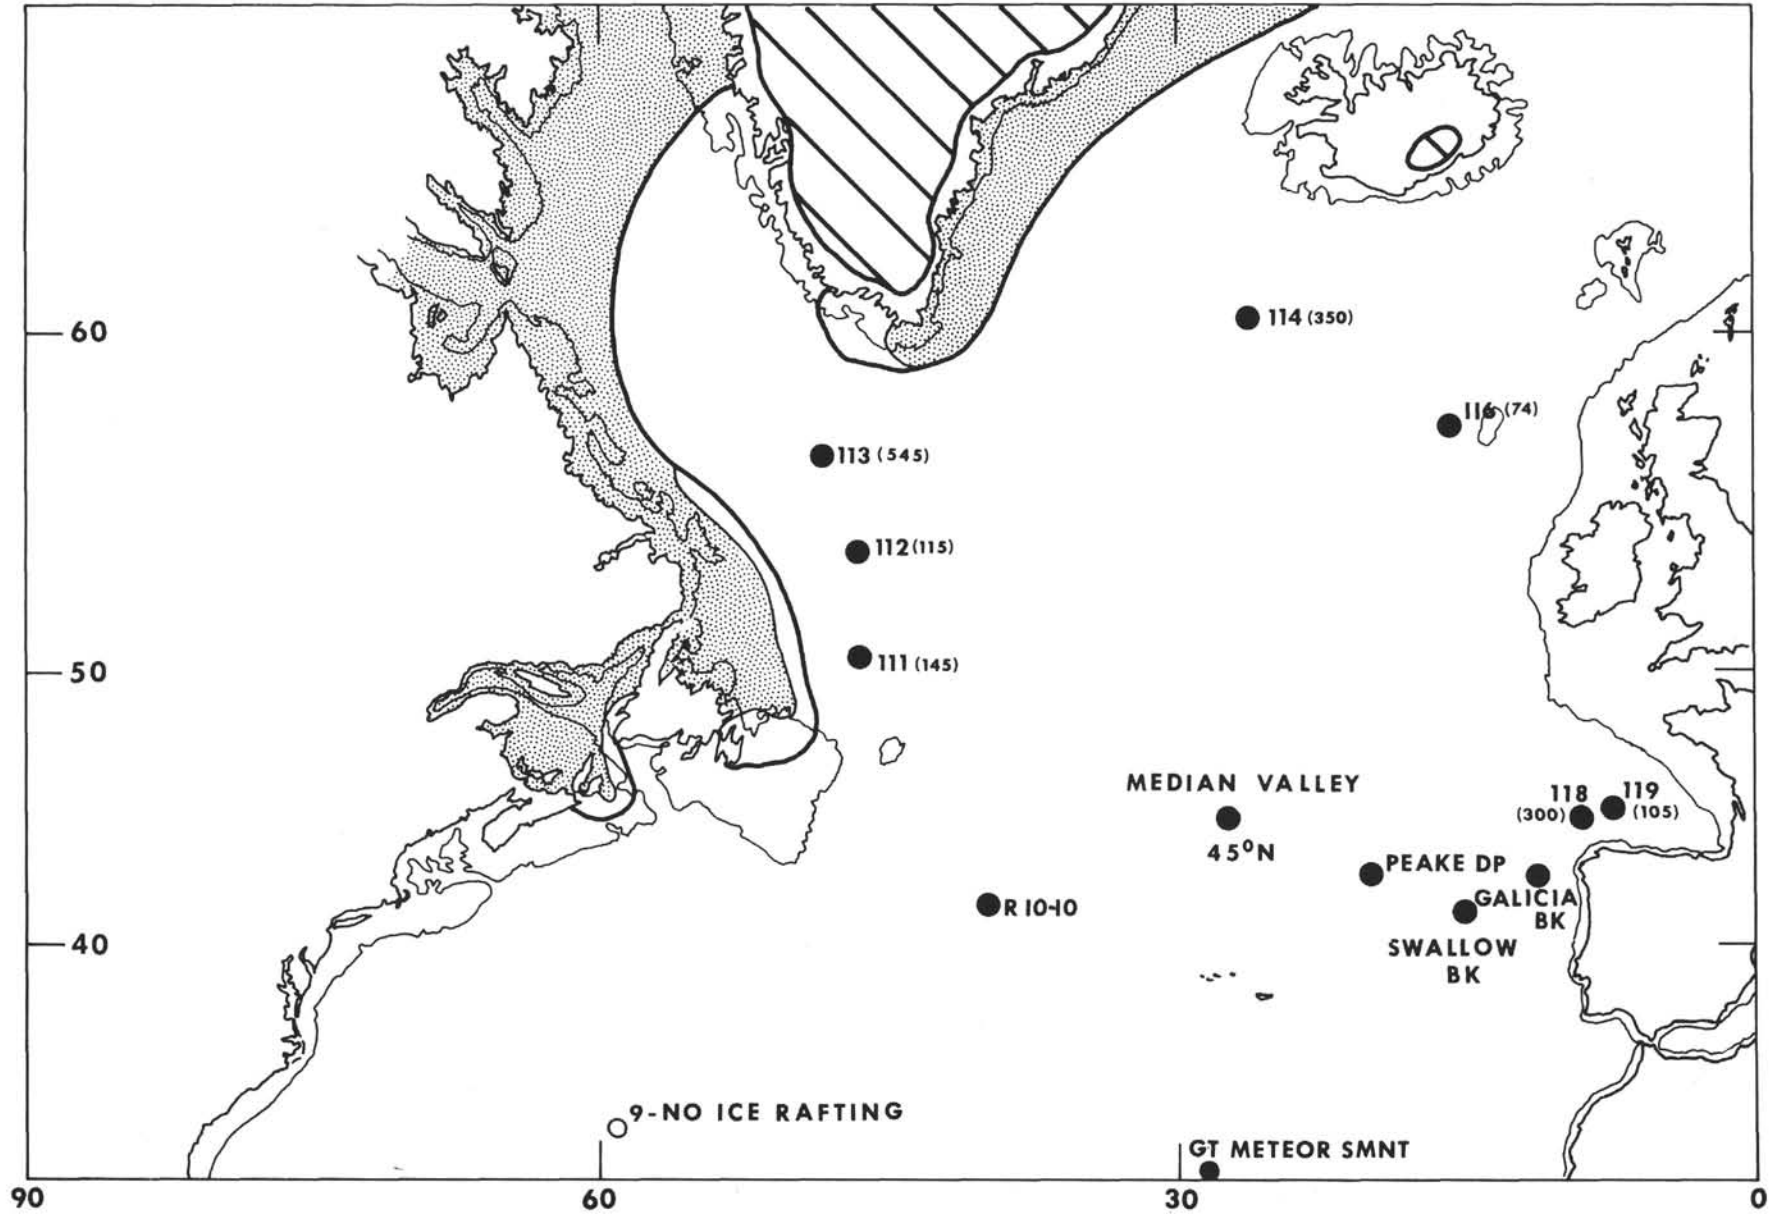 60
114 (350)
116 (74)
113 (545)
112 (115)
111 (145)
50
MEDIAN VALLEY
45°N
118
(300)
119
(105)
PEAKE DP
GALICIA
BK
SWALLOW
BK
R10-10
40
9-NO ICE RAFTING
GT METEOR SMNT
90
60
30
0